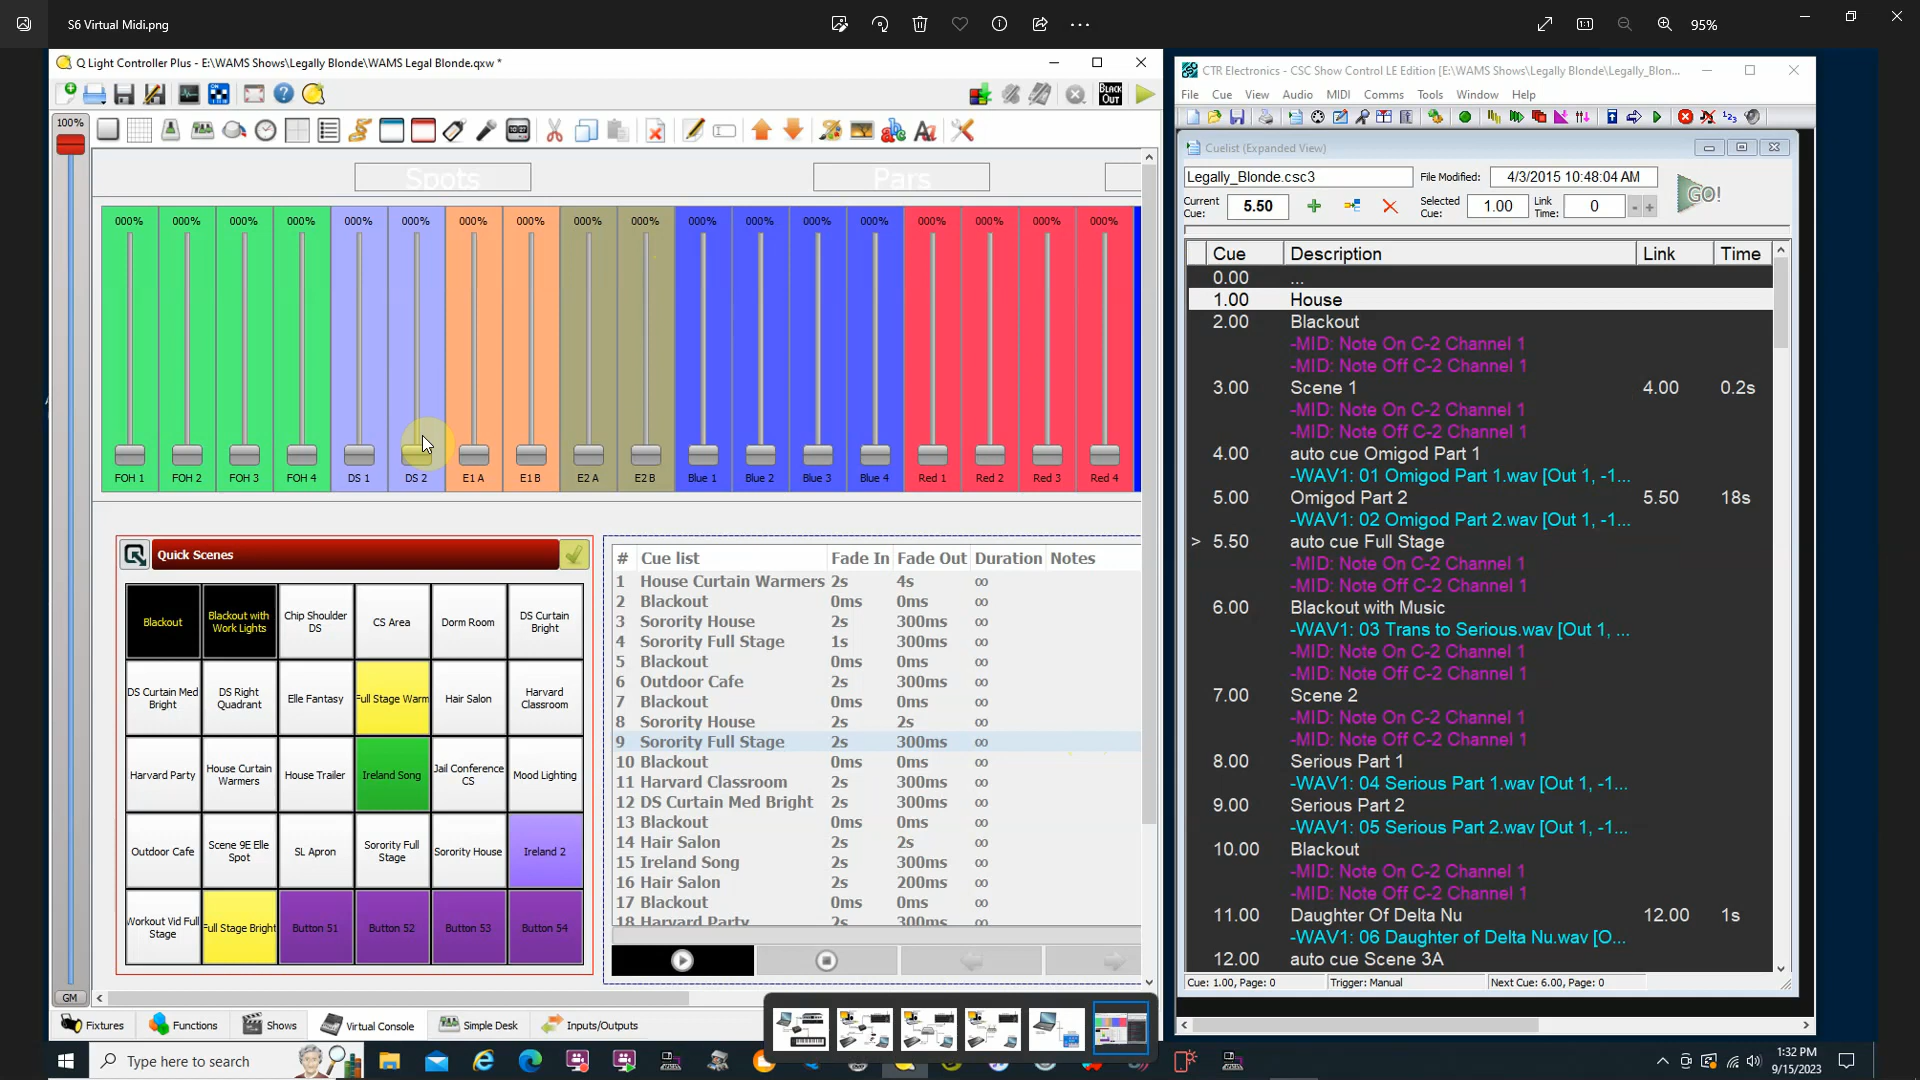 S6 Virtual Midi.png
95%
Q Light Controller Plus - E:\WAMS Shows\Legally Blonde\WAMS Legal Blonde.qxw *
BLACK OUT
100%
Spots
Pars
000% 000% 000% 000% 000% 000% 000% 000% 000% 000% 000% 000% 000% 000% 000% 000% 000% 000%
FOH 1 FOH 2 FOH 3 FOH 4 DS 1 DS 2 E1 A E1 B E2 A E2 B Blue 1 Blue 2 Blue 3 Blue 4 Red 1 Red 2 Red 3 Red 4
Quick Scenes
Blackout
Blackout with
Work Lights
Chip Shoulder
DS
CS Area
Dorm Room
DS Curtain
Bright
DS Curtain Med
Bright
DS Right
Quadrant
Elle Fantasy
Full Stage Warm
Hair Salon
Harvard
Classroom
Harvard Party
House Curtain
Warmers
House Trailer
Ireland Song
Jail Conference
CS
Mood Lighting
Outdoor Cafe
Scene 9E Elle
Spot
SL Apron
Sorority Full
Stage
Sorority House
Ireland 2
Workout Vid Full
Stage
Full Stage Bright
Button 51
Button 52
Button 53
Button 54
# Cue list Fade In Fade Out Duration Notes
1 House Curtain Warmers 2s 4s ∞
2 Blackout 0ms 0ms ∞
3 Sorority House 2s 300ms ∞
4 Sorority Full Stage 1s 300ms ∞
5 Blackout 0ms 0ms ∞
6 Outdoor Cafe 2s 300ms ∞
7 Blackout 0ms 0ms ∞
8 Sorority House 2s 2s ∞
9 Sorority Full Stage 2s 300ms ∞
10 Blackout 0ms 0ms ∞
11 Harvard Classroom 2s 300ms ∞
12 DS Curtain Med Bright 2s 300ms ∞
13 Blackout 0ms 0ms ∞
14 Hair Salon 2s 2s ∞
15 Ireland Song 2s 300ms ∞
16 Hair Salon 2s 200ms ∞
17 Blackout 0ms 0ms ∞
18 Harvard Party 2s 300ms ∞
GM
Fixtures Functions Shows Virtual Console Simple Desk Inputs/Outputs
CTR Electronics - CSC Show Control LE Edition [E:\WAMS Shows\Legally Blonde\Legally_Blon...
File Cue View Audio MIDI Comms Tools Window Help
Cuelist (Expanded View)
Legally_Blonde.csc3 File Modified: 4/3/2015 10:48:04 AM GO!
Current Cue: 5.50 Selected Cue: 1.00 Link Time: 0
Cue Description Link Time
0.00 ...
1.00 House
2.00 Blackout
-MID: Note On C-2 Channel 1
-MID: Note Off C-2 Channel 1
3.00 Scene 1 4.00 0.2s
-MID: Note On C-2 Channel 1
-MID: Note Off C-2 Channel 1
4.00 auto cue Omigod Part 1
-WAV1: 01 Omigod Part 1.wav [Out 1, -1...
5.00 Omigod Part 2 5.50 18s
-WAV1: 02 Omigod Part 2.wav [Out 1, -1...
> 5.50 auto cue Full Stage
-MID: Note On C-2 Channel 1
-MID: Note Off C-2 Channel 1
6.00 Blackout with Music
-WAV1: 03 Trans to Serious.wav [Out 1, ...
-MID: Note On C-2 Channel 1
-MID: Note Off C-2 Channel 1
7.00 Scene 2
-MID: Note On C-2 Channel 1
-MID: Note Off C-2 Channel 1
8.00 Serious Part 1
-WAV1: 04 Serious Part 1.wav [Out 1, -1...
9.00 Serious Part 2
-WAV1: 05 Serious Part 2.wav [Out 1, -1...
10.00 Blackout
-MID: Note On C-2 Channel 1
-MID: Note Off C-2 Channel 1
11.00 Daughter Of Delta Nu 12.00 1s
-WAV1: 06 Daughter of Delta Nu.wav [O...
12.00 auto cue Scene 3A
Cue: 1.00, Page: 0 Trigger: Manual Next Cue: 6.00, Page: 0
Type here to search
1:32 PM
9/15/2023